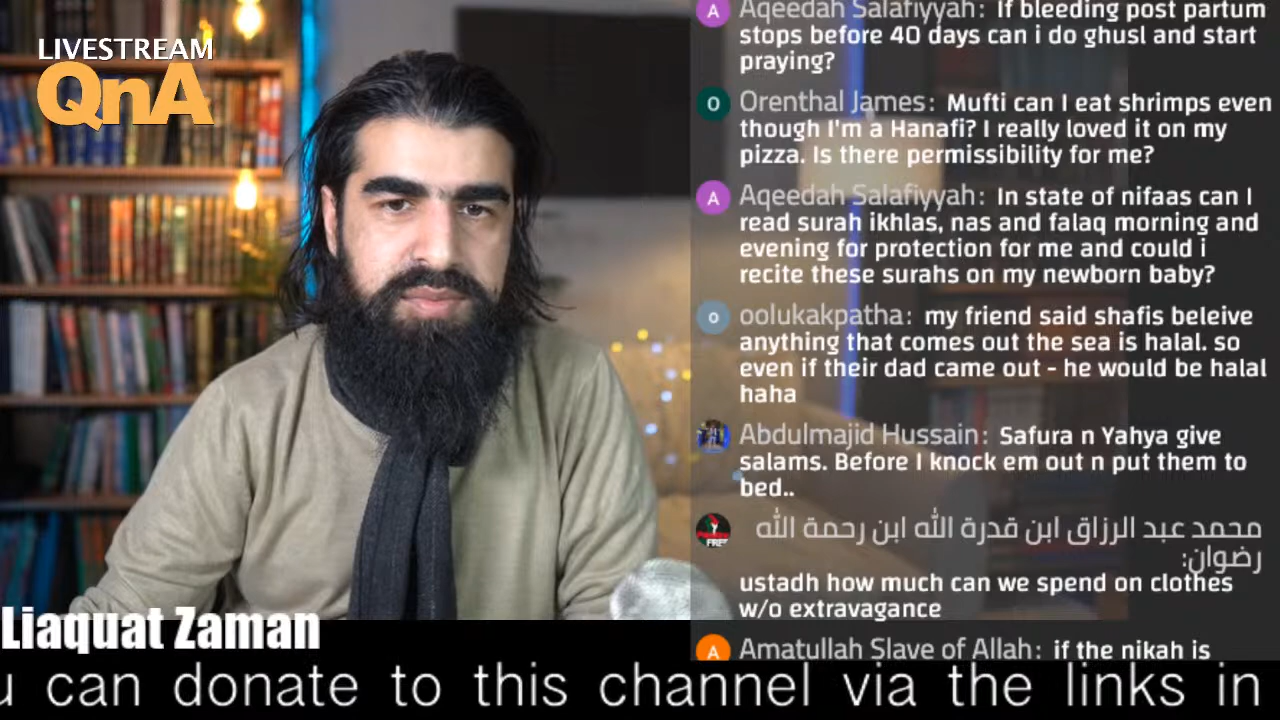 LIVESTREAM
QnA
Liaquat Zaman
A Aqeedah Salafiyyah: If bleeding post partum
stops before 40 days can i do ghusl and start
praying?
O Orenthal James: Mufti can I eat shrimps even
though I'm a Hanafi? I really loved it on my
pizza. Is there permissibility for me?
A Aqeedah Salafiyyah: In state of nifaas can I
read surah ikhlas, nas and falaq morning and
evening for protection for me and could i
recite these surahs on my newborn baby?
o oolukakpatha: my friend said shafis beleive
anything that comes out the sea is halal. so
even if their dad came out - he would be halal
haha
Abdulmajid Hussain: Safura n Yahya give
salams. Before I knock em out n put them to
bed..
FREE محمد عبد الرزاق ابن قدرة الله ابن رحمة الله
رضوان:
ustadh how much can we spend on clothes
w/o extravagance
A Amatullah Slave of Allah: if the nikah is
u can donate to this channel via the links in